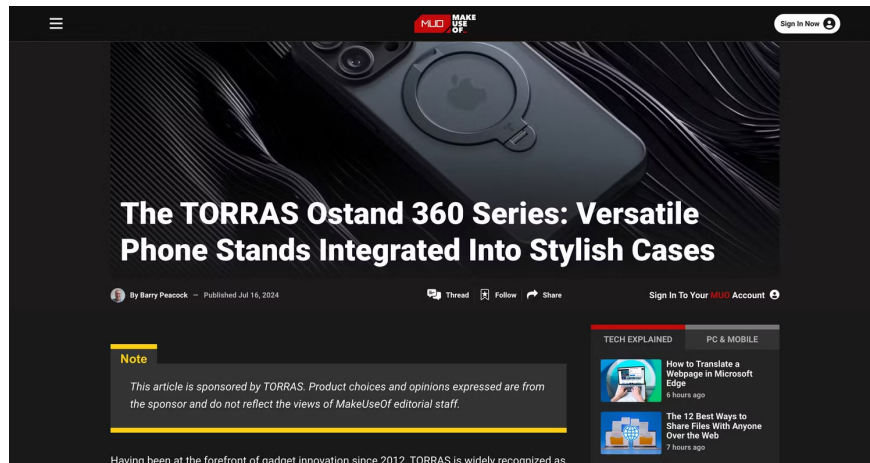 MUO MAKE
USE
OF_
Sign In Now
The TORRAS Ostand 360 Series: Versatile
Phone Stands Integrated Into Stylish Cases
By Barry Peacock — Published Jul 16, 2024
Thread
Follow
Share
Sign In To Your MUO Account
TECH EXPLAINED
PC & MOBILE
Note
This article is sponsored by TORRAS. Product choices and opinions expressed are from
the sponsor and do not reflect the views of MakeUseOf editorial staff.
How to Translate a
Webpage in Microsoft
Edge
6 hours ago
The 12 Best Ways to
Share Files With Anyone
Over the Web
7 hours ago
Having been at the forefront of gadget innovation since 2012, TORRAS is widely recognized as